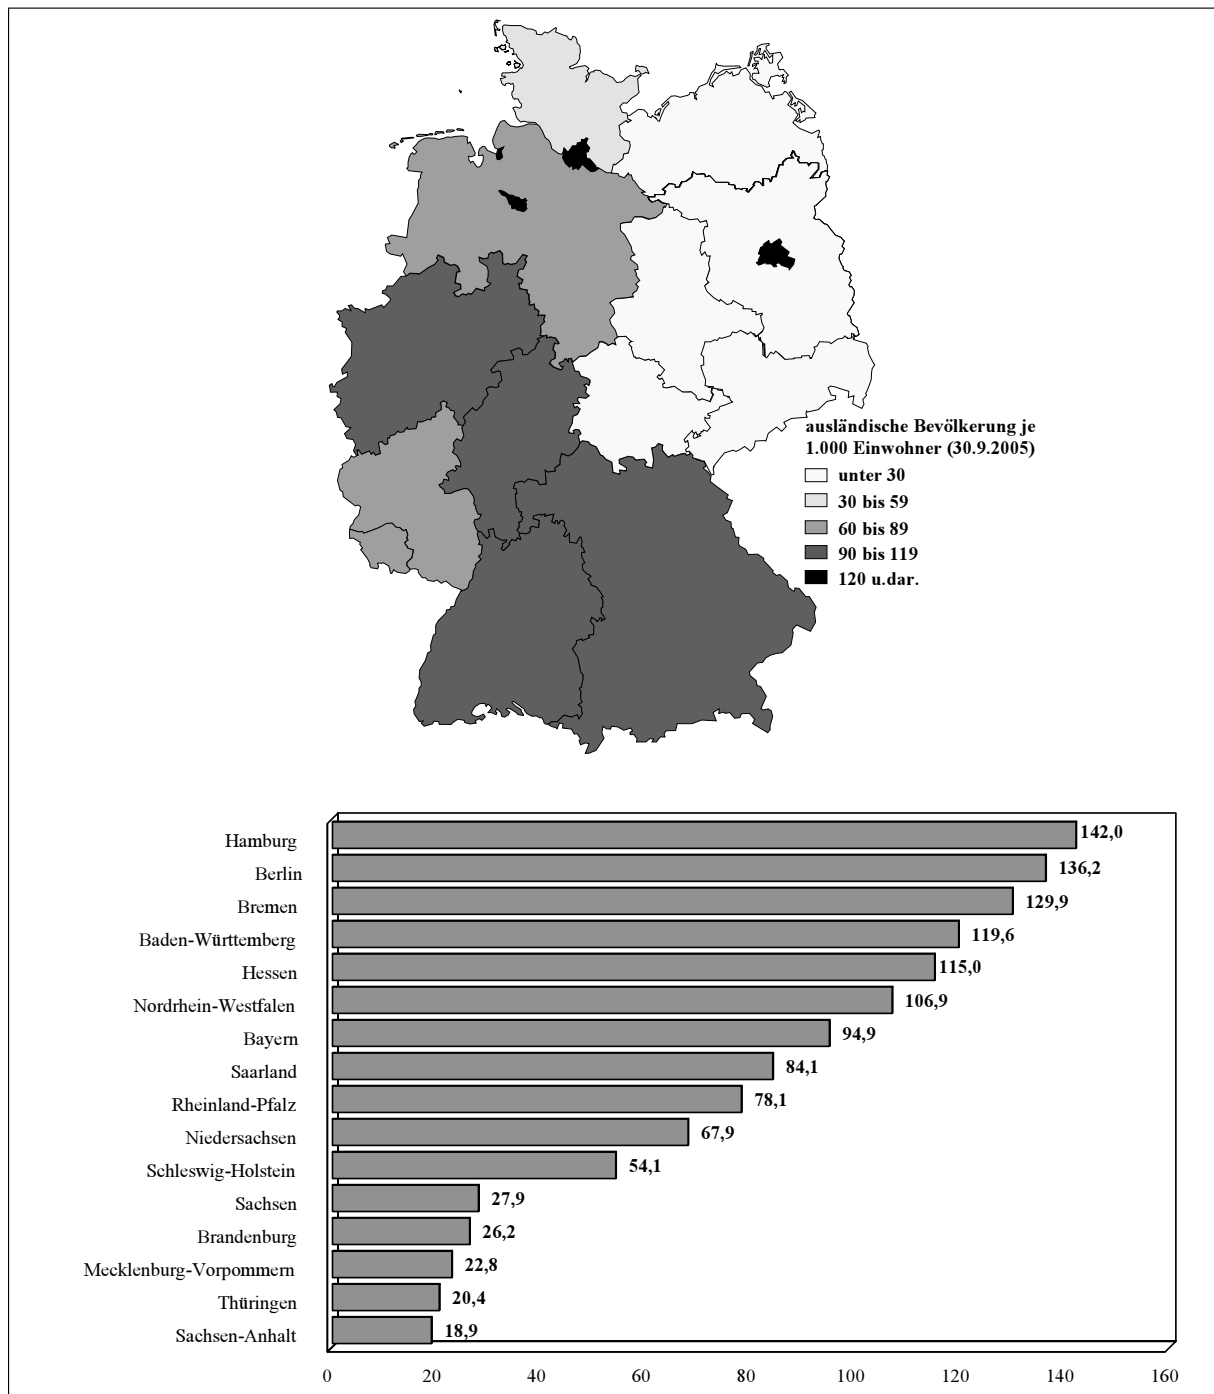 ausländische Bevölkerung je
1.000 Einwohner (30.9.2005)
unter 30
30 bis 59
60 bis 89
90 bis 119
120 u.dar.
Hamburg 142,0
Berlin 136,2
Bremen 129,9
Baden-Württemberg 119,6
Hessen 115,0
Nordrhein-Westfalen 106,9
Bayern 94,9
Saarland 84,1
Rheinland-Pfalz 78,1
Niedersachsen 67,9
Schleswig-Holstein 54,1
Sachsen 27,9
Brandenburg 26,2
Mecklenburg-Vorpommern 22,8
Thüringen 20,4
Sachsen-Anhalt 18,9
0 20 40 60 80 100 120 140 160